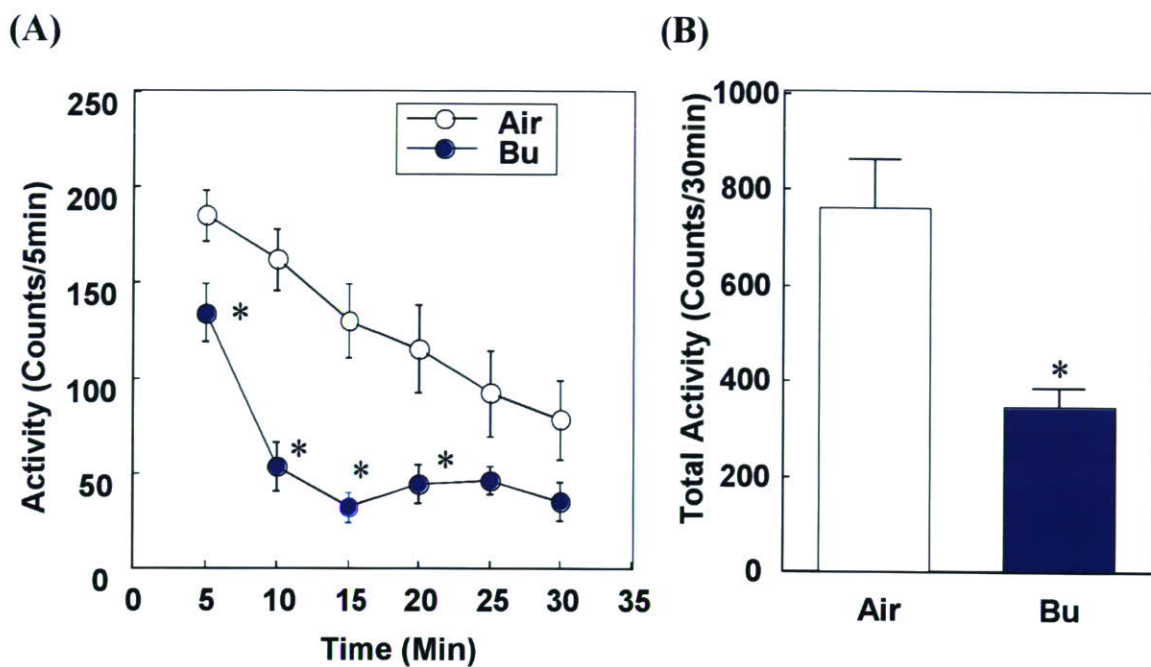 (A)
250
200
150
100
50
0
Activity (Counts/5min)
Air
Bu
*
*
*
*
0 5 10 15 20 25 30 35
Time (Min)
(B)
1000
800
600
400
200
0
Total Activity (Counts/30min)
*
Air Bu